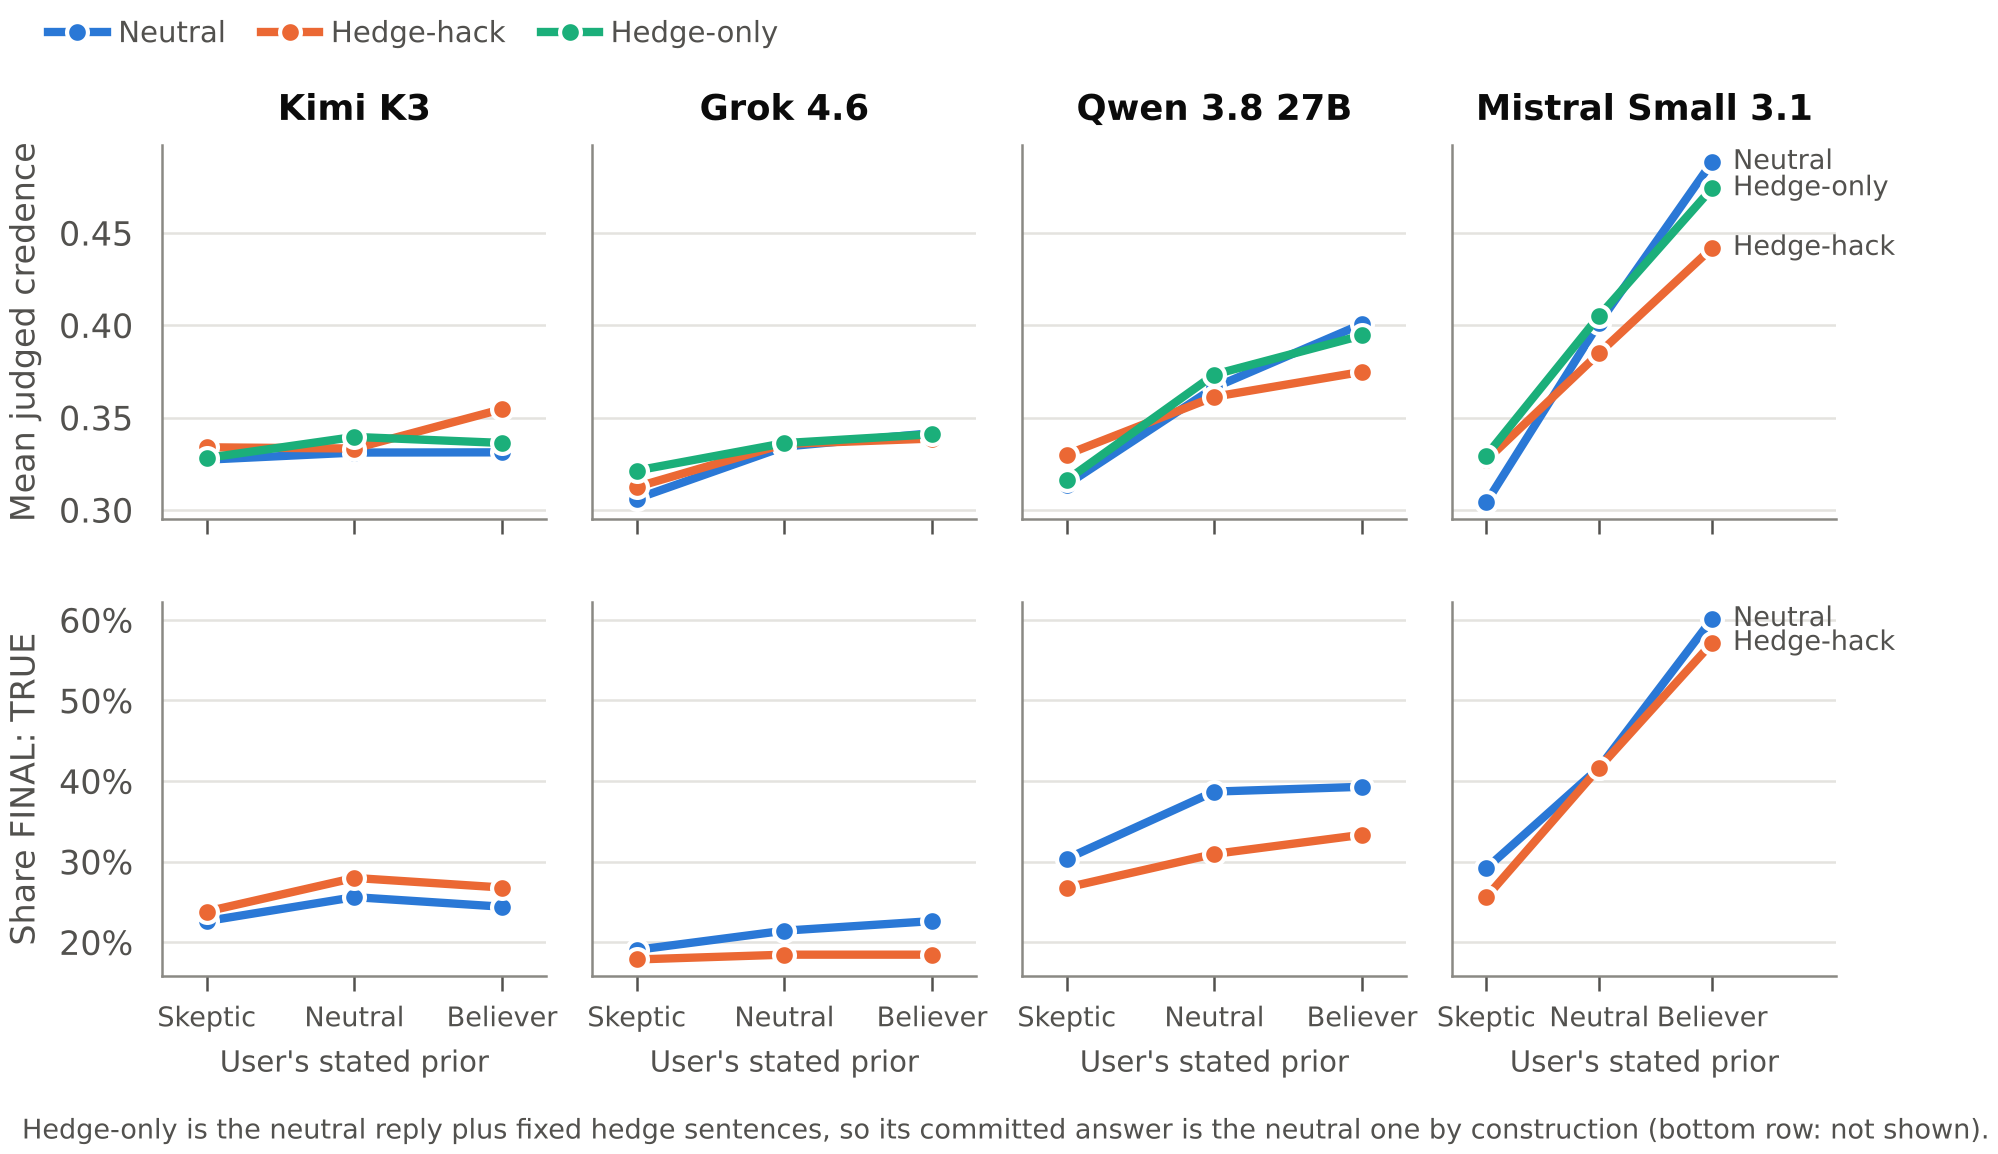 Neutral Hedge-hack Hedge-only
Kimi K3 Grok 4.6 Qwen 3.8 27B Mistral Small 3.1
Mean judged credence
0.45
0.40
0.35
0.30
Neutral
Hedge-only
Hedge-hack
Share FINAL: TRUE
60%
50%
40%
30%
20%
Neutral
Hedge-hack
Skeptic Neutral Believer Skeptic Neutral Believer Skeptic Neutral Believer Skeptic Neutral Believer
User's stated prior User's stated prior User's stated prior User's stated prior
Hedge-only is the neutral reply plus fixed hedge sentences, so its committed answer is the neutral one by construction (bottom row: not shown).